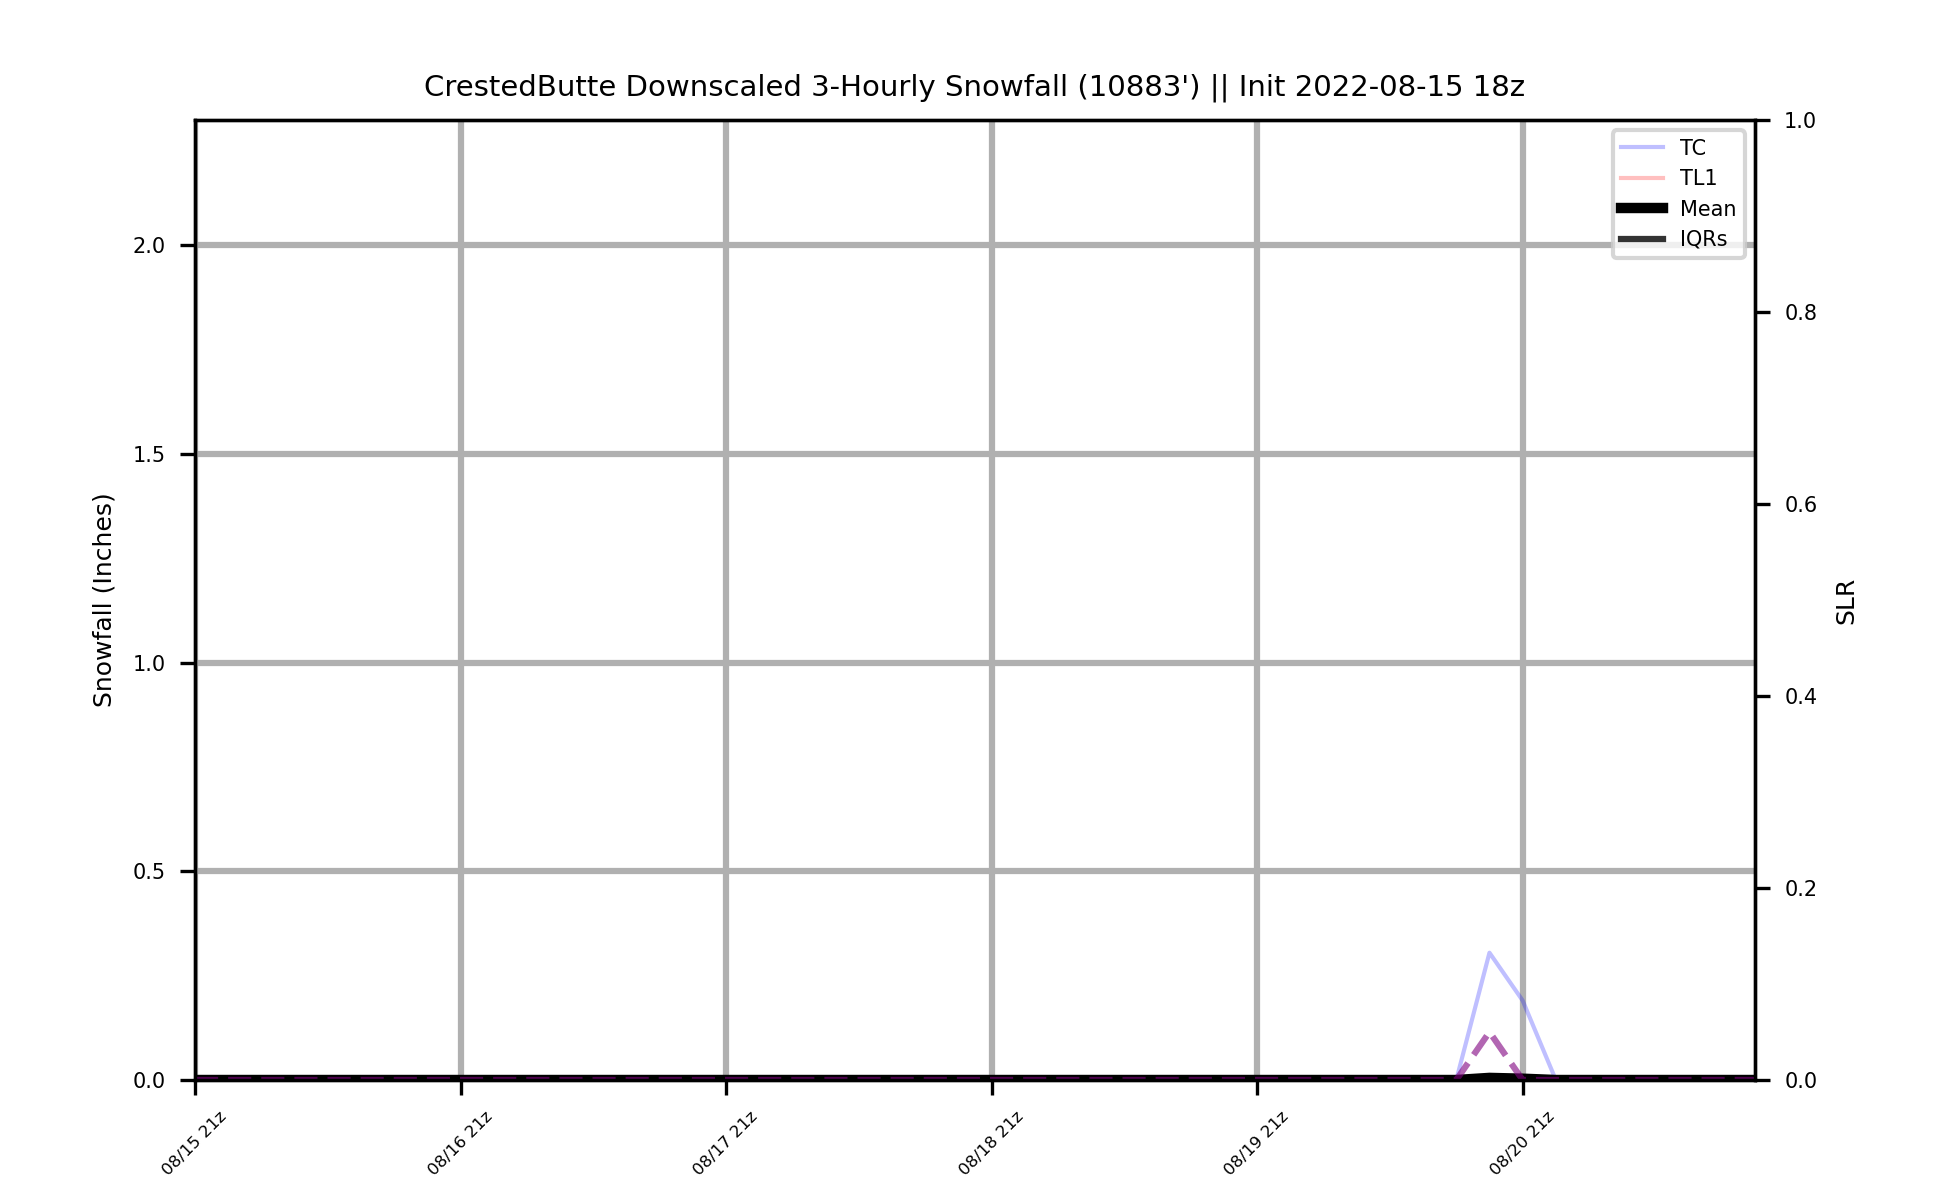 CrestedButte Downscaled 3-Hourly Snowfall (10883') || Init 2022-08-15 18z
TC
TL1
Mean
IQRs
Snowfall (Inches)
2.0
1.5
1.0
0.5
0.0
1.0
0.8
0.6
0.4
0.2
0.0
SLR
08/15 21z
08/16 21z
08/17 21z
08/18 21z
08/19 21z
08/20 21z